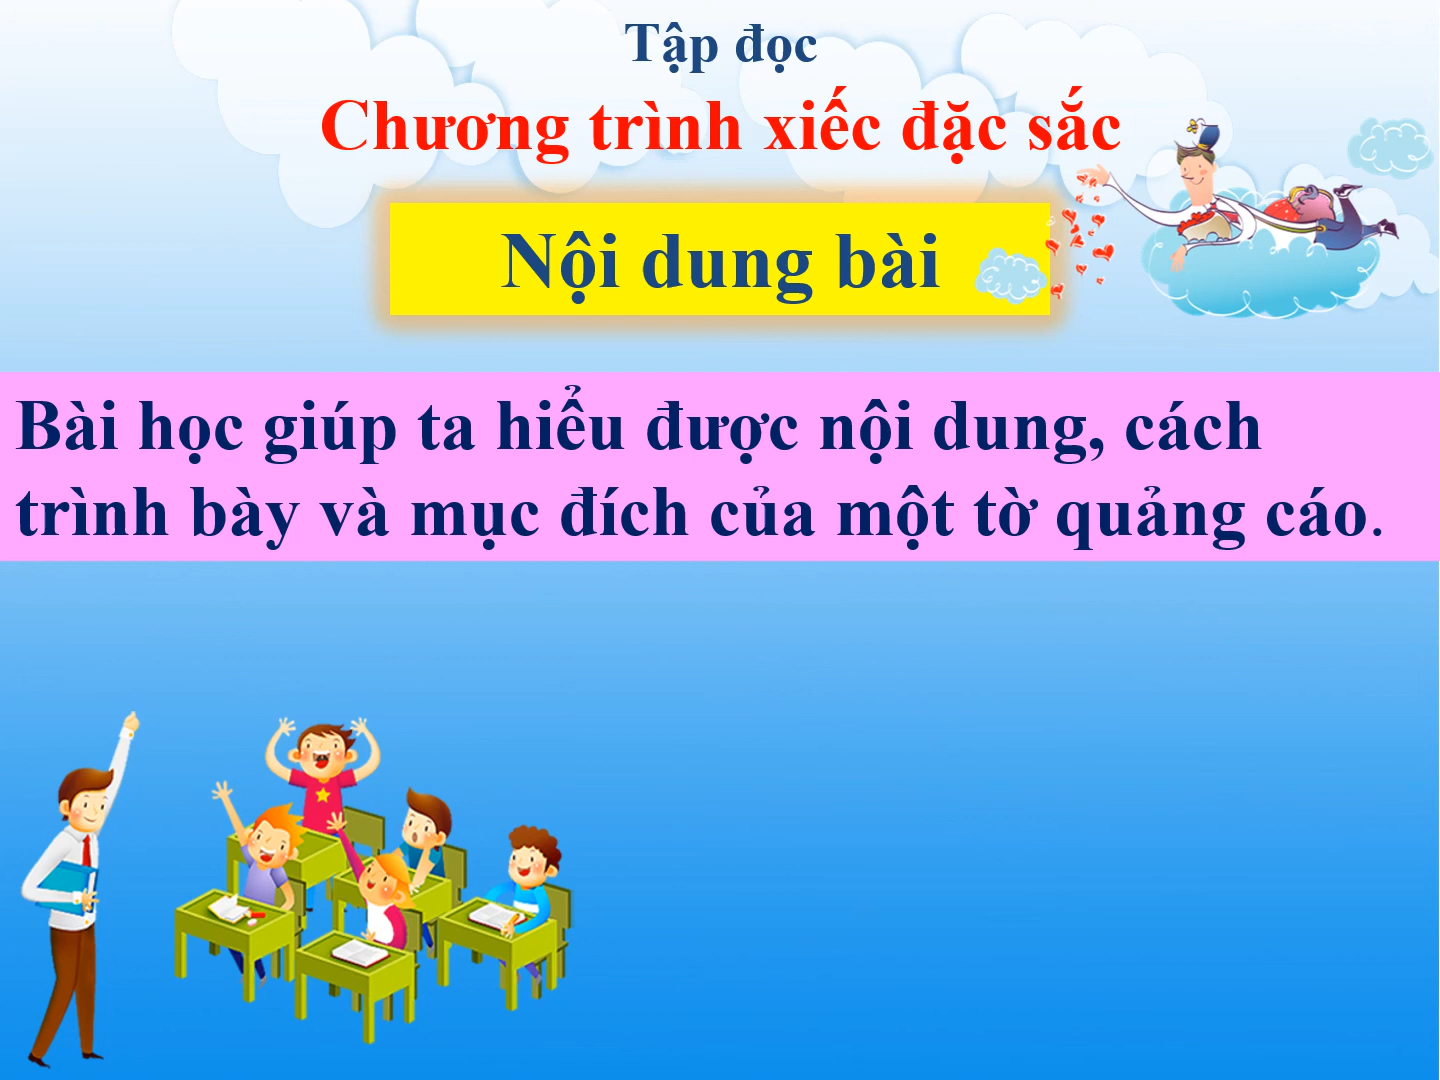 Tập đọc
Chương trình xiếc đặc sắc
Nội dung bài
Bài học giúp ta hiểu được nội dung, cách
trình bày và mục đích của một tờ quảng cáo.